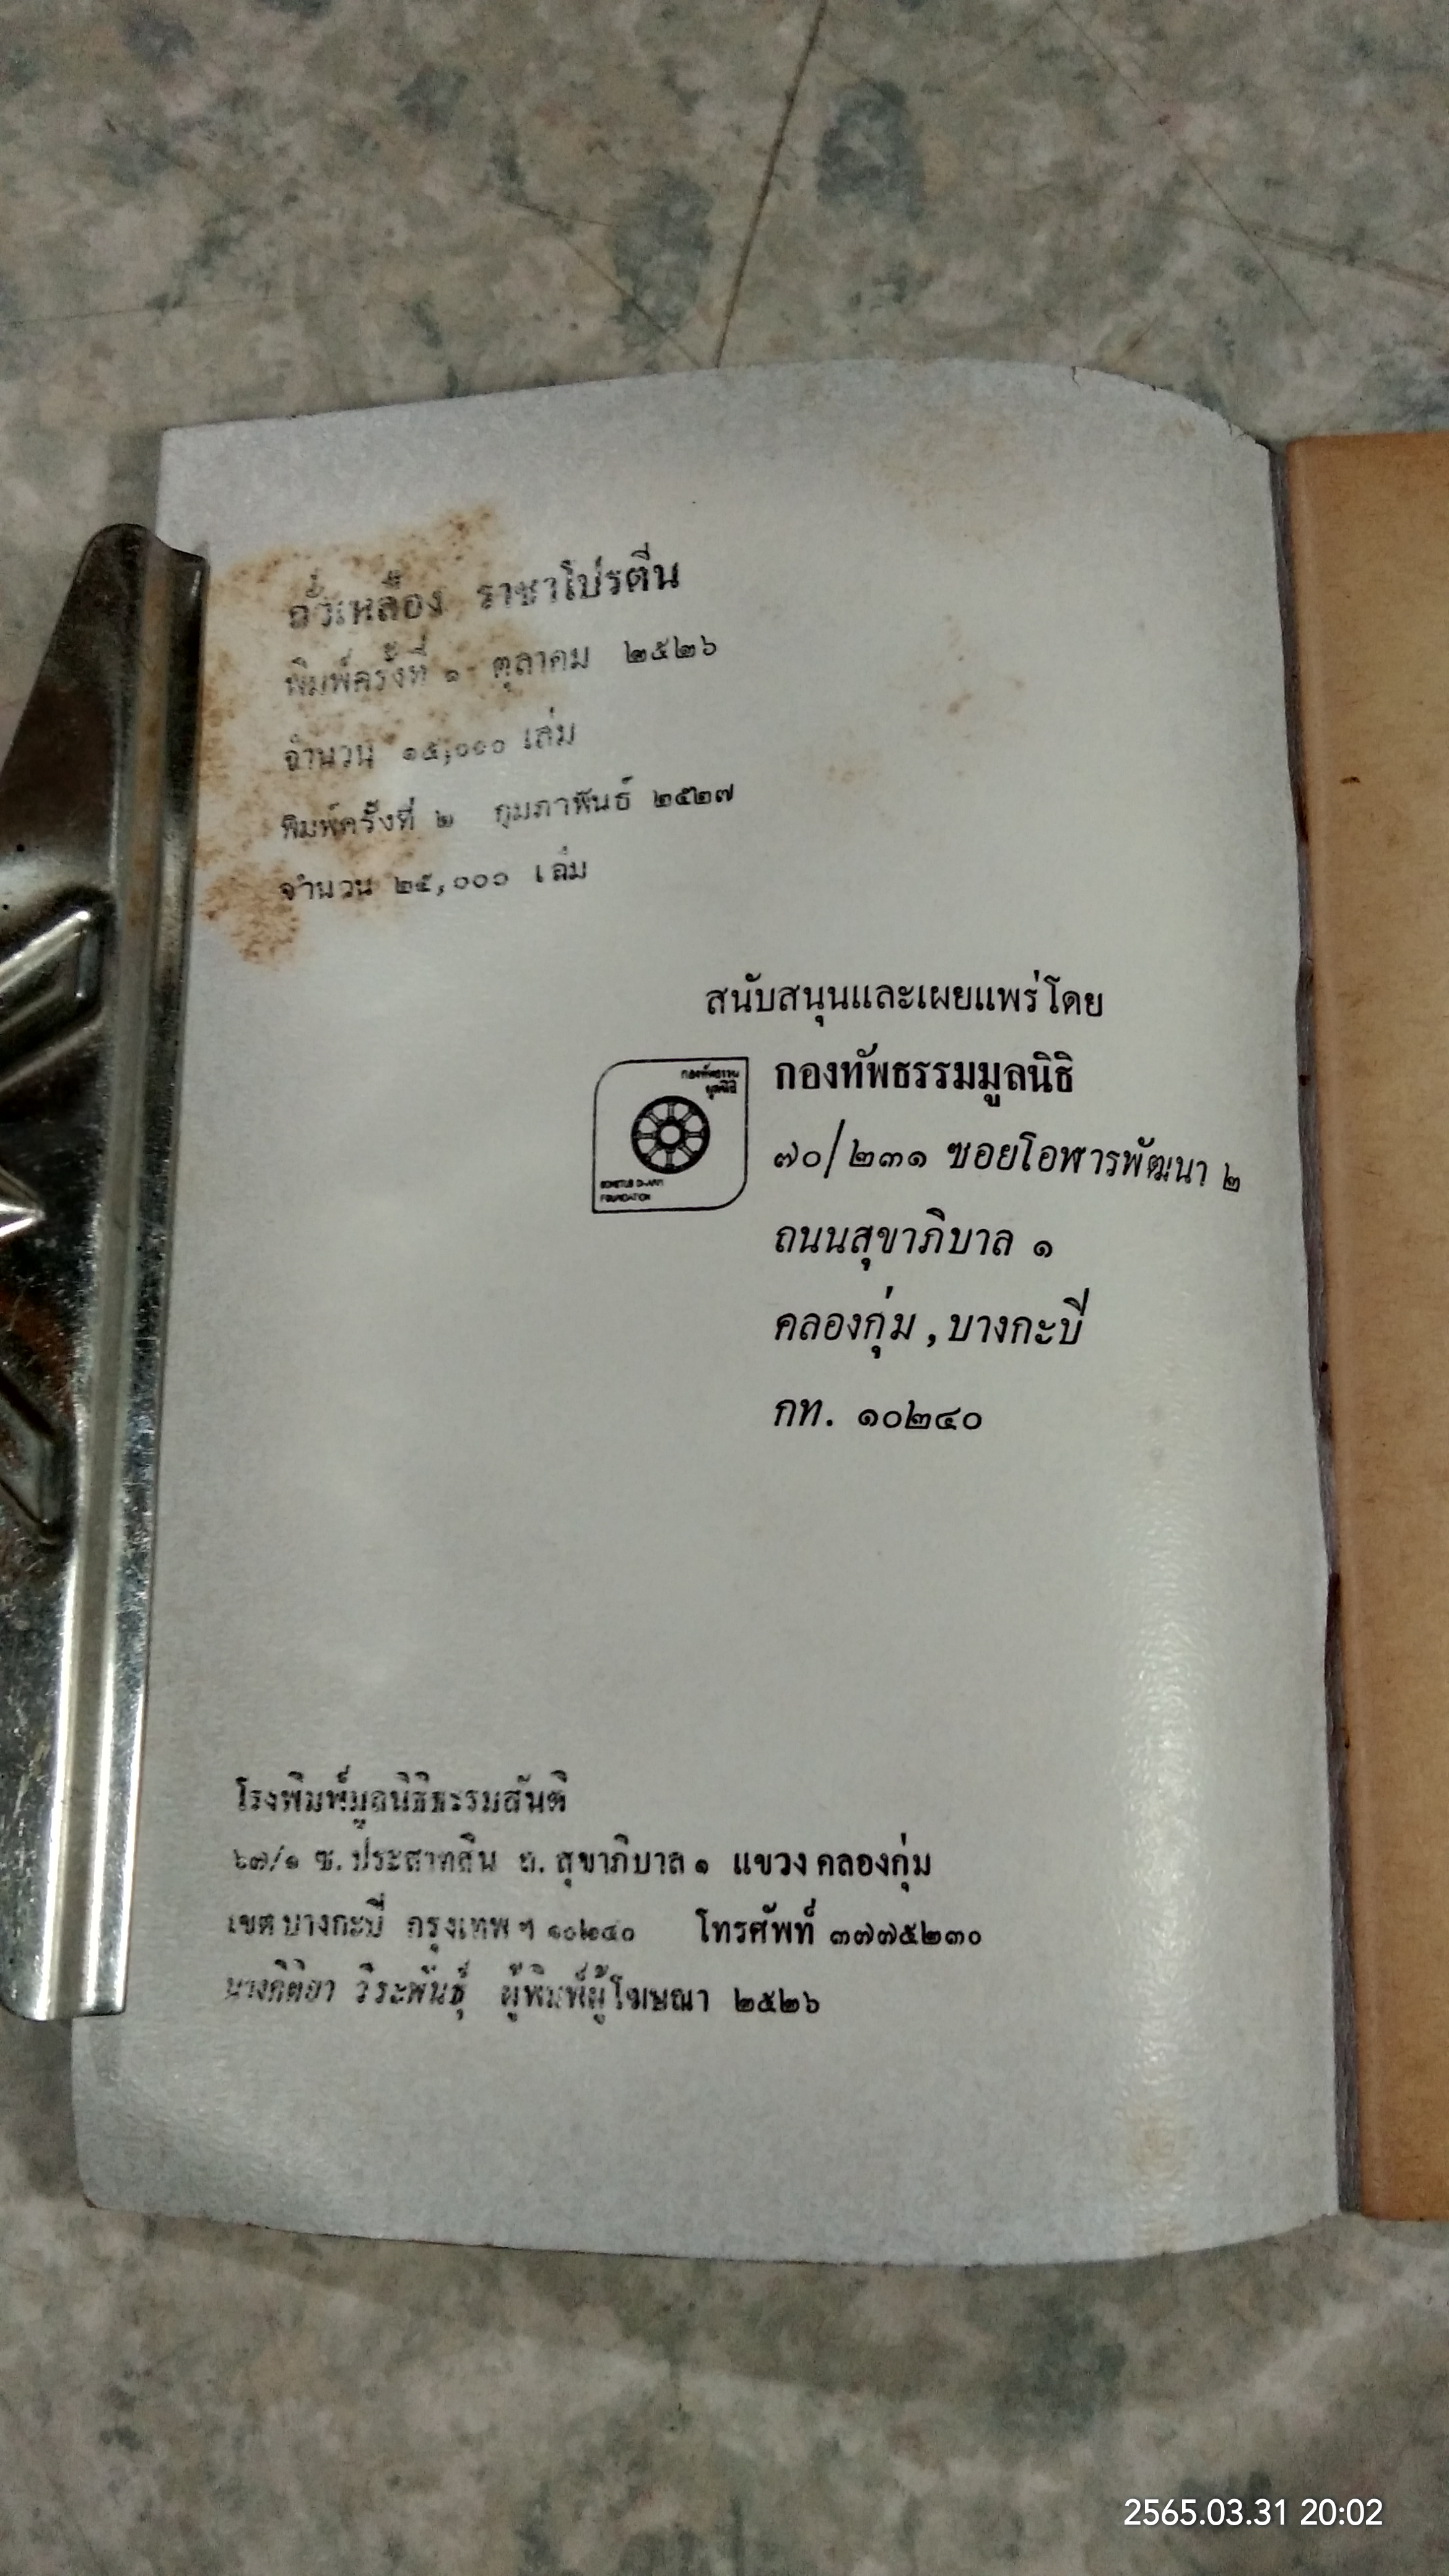 ถั่วเหลือง ราชาโปรตีน
พิมพ์ครั้งที่ ๑ ตุลาคม ๒๕๒๖
จำนวน ๑๕,๐๐๐ เล่ม
พิมพ์ครั้งที่ ๒ กุมภาพันธ์ ๒๕๒๗
จำนวน ๒๕,๐๐๐ เล่ม
สนับสนุนและเผยแพร่โดย
กองทัพธรรม
มูลนิธิ
FOUNDATION
กองทัพธรรมมูลนิธิ
๗๐/๒๓๑ ซอยโอฬารพัฒนา ๒
ถนนสุขาภิบาล ๑
คลองกุ่ม , บางกะปี
กท. ๑๐๒๔๐
โรงพิมพ์มูลนิธิธรรมสันติ
๖๗/๑ ซ. ประสาทสิน ถ. สุขาภิบาล ๑ แขวง คลองกุ่ม
เขต บางกะปี กรุงเทพ ฯ ๑๐๒๔๐ โทรศัพท์ ๓๗๗๕๒๓๐
วีระพันธุ์ ผู้พิมพ์ผู้โฆษณา ๒๕๒๖
2565.03.31 20:02